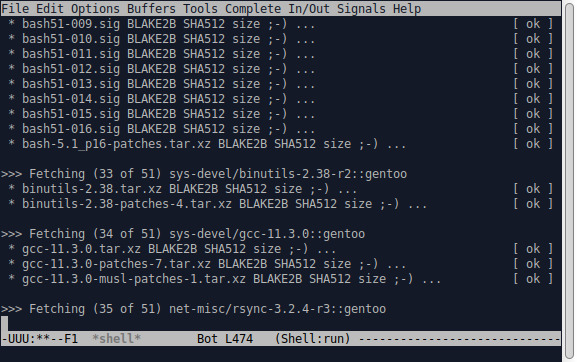 File Edit Options Buffers Tools Complete In/Out Signals Help
* bash51-009.sig BLAKE2B SHA512 size ;-) ... [ ok ]
* bash51-010.sig BLAKE2B SHA512 size ;-) ... [ ok ]
* bash51-011.sig BLAKE2B SHA512 size ;-) ... [ ok ]
* bash51-012.sig BLAKE2B SHA512 size ;-) ... [ ok ]
* bash51-013.sig BLAKE2B SHA512 size ;-) ... [ ok ]
* bash51-014.sig BLAKE2B SHA512 size ;-) ... [ ok ]
* bash51-015.sig BLAKE2B SHA512 size ;-) ... [ ok ]
* bash51-016.sig BLAKE2B SHA512 size ;-) ... [ ok ]
* bash-5.1_p16-patches.tar.xz BLAKE2B SHA512 size ;-) ... [ ok ]
>>> Fetching (33 of 51) sys-devel/binutils-2.38-r2::gentoo
* binutils-2.38.tar.xz BLAKE2B SHA512 size ;-) ... [ ok ]
* binutils-2.38-patches-4.tar.xz BLAKE2B SHA512 size ;-) ... [ ok ]
>>> Fetching (34 of 51) sys-devel/gcc-11.3.0::gentoo
* gcc-11.3.0.tar.xz BLAKE2B SHA512 size ;-) ... [ ok ]
* gcc-11.3.0-patches-7.tar.xz BLAKE2B SHA512 size ;-) ... [ ok ]
* gcc-11.3.0-musl-patches-1.tar.xz BLAKE2B SHA512 size ;-) ... [ ok ]
>>> Fetching (35 of 51) net-misc/rsync-3.2.4-r3::gentoo
-UUU:**--F1 *shell* Bot L474 (Shell:run) -----------------------------